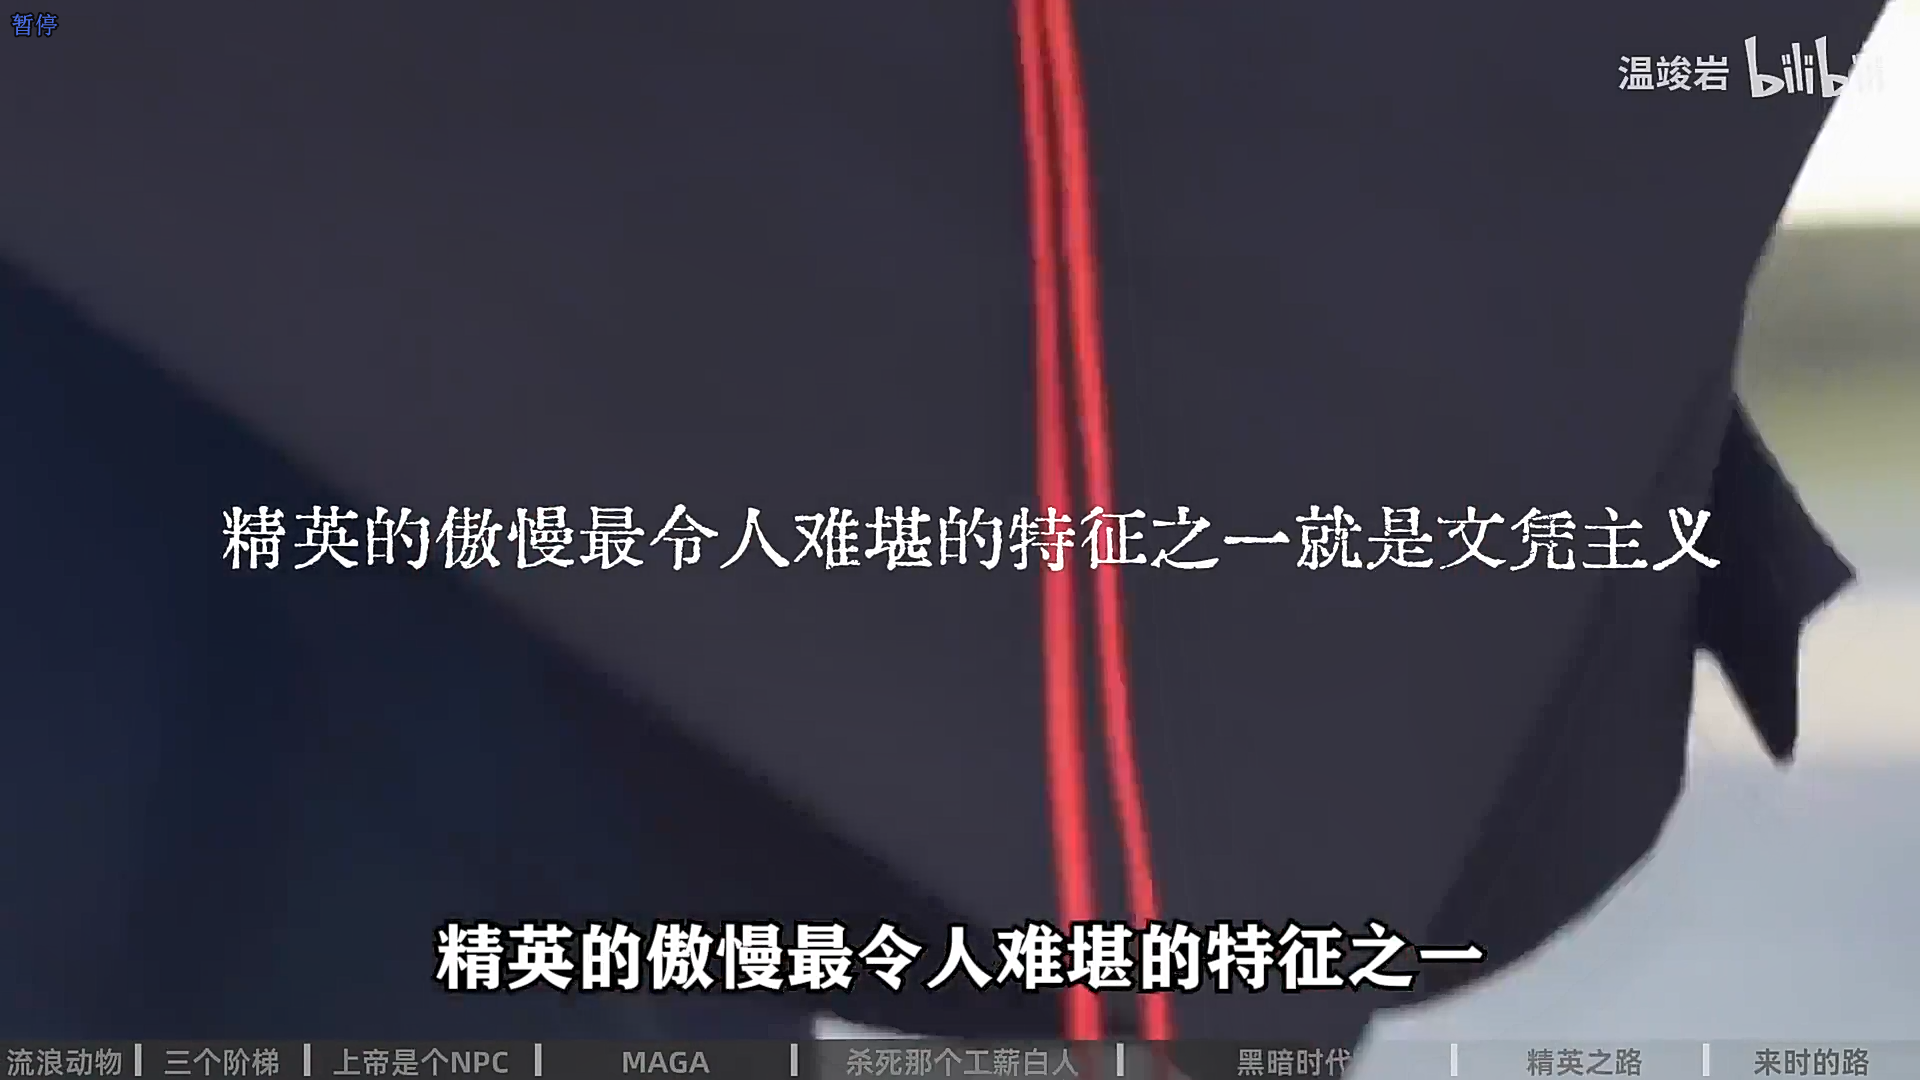 暂停
温竣岩 bilibili
精英的傲慢最令人难堪的特征之一就是文凭主义
精英的傲慢最令人难堪的特征之一
流浪动物 三个阶梯 上帝是个NPC MAGA 杀死那个工薪白人 黑暗时代 精英之路 来时的路